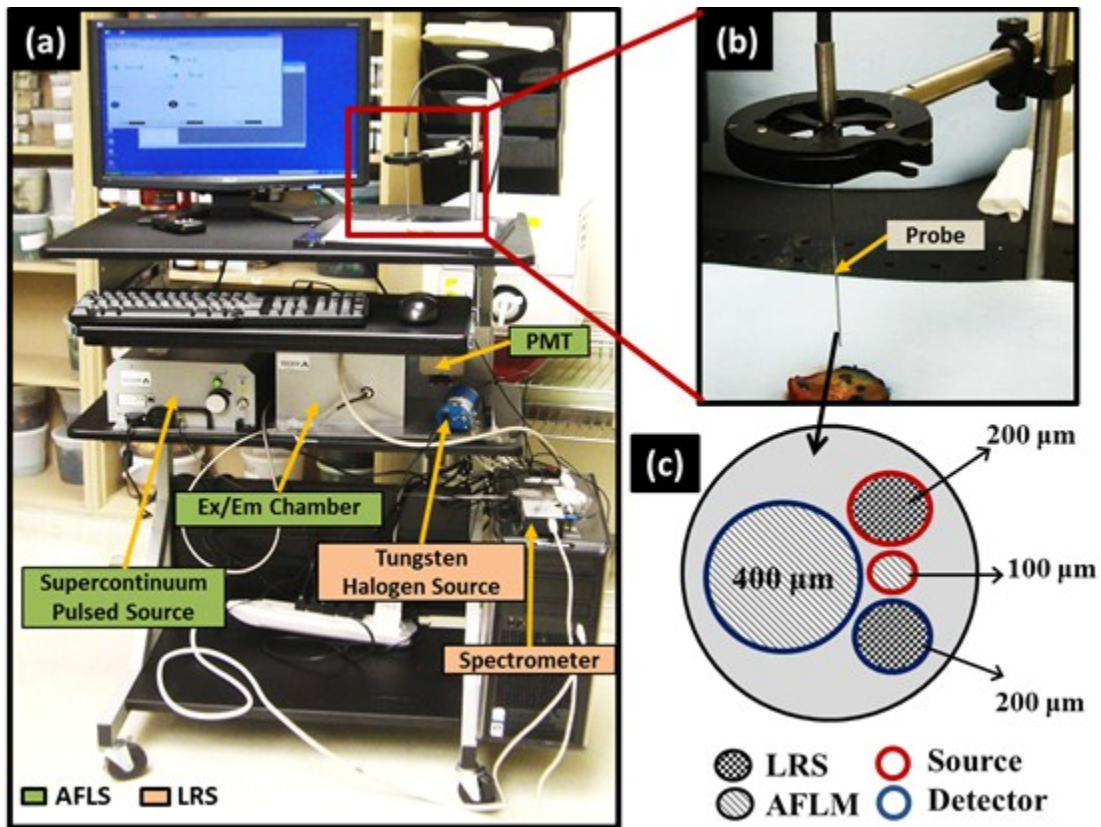 (a)
PMT
Ex/Em Chamber
Tungsten
Halogen Source
Supercontinuum
Pulsed Source
Spectrometer
AFLS
LRS
(b)
Probe
(c)
200 μm
400 μm
100 μm
200 μm
LRS
Source
AFLM
Detector